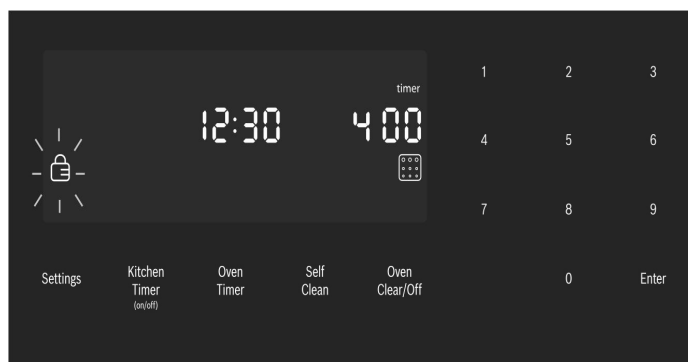 timer
12:30
4 00
1 2 3
4 5 6
7 8 9
0 Enter
Settings
Kitchen
Timer
(on/off)
Oven
Timer
Self
Clean
Oven
Clear/Off